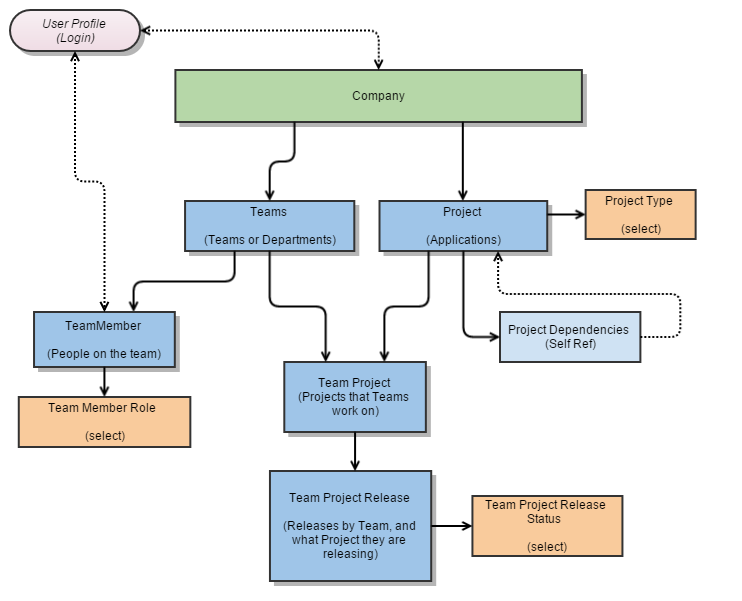 User Profile
(Login)
Company
Teams
(Teams or Departments)
Project
(Applications)
Project Type
(select)
TeamMember
(People on the team)
Project Dependencies
(Self Ref)
Team Project
(Projects that Teams
work on)
Team Member Role
(select)
Team Project Release
(Releases by Team, and
what Project they are
releasing)
Team Project Release
Status
(select)